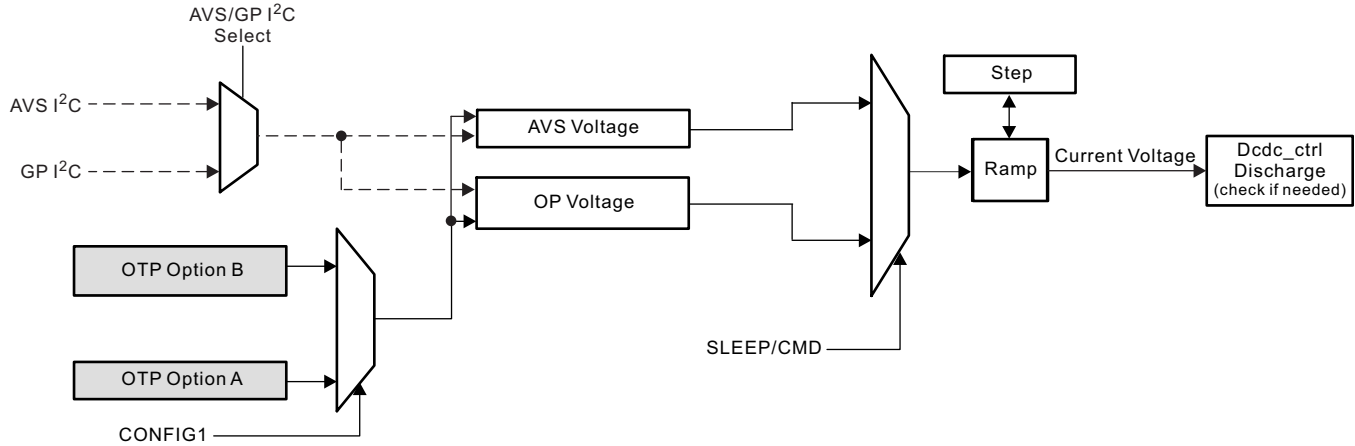 AVS/GP I²C
Select
AVS I²C
GP I²C
AVS Voltage
OP Voltage
OTP Option B
OTP Option A
CONFIG1
SLEEP/CMD
Step
Ramp
Current Voltage
Dcdc_ctrl
Discharge
(check if needed)